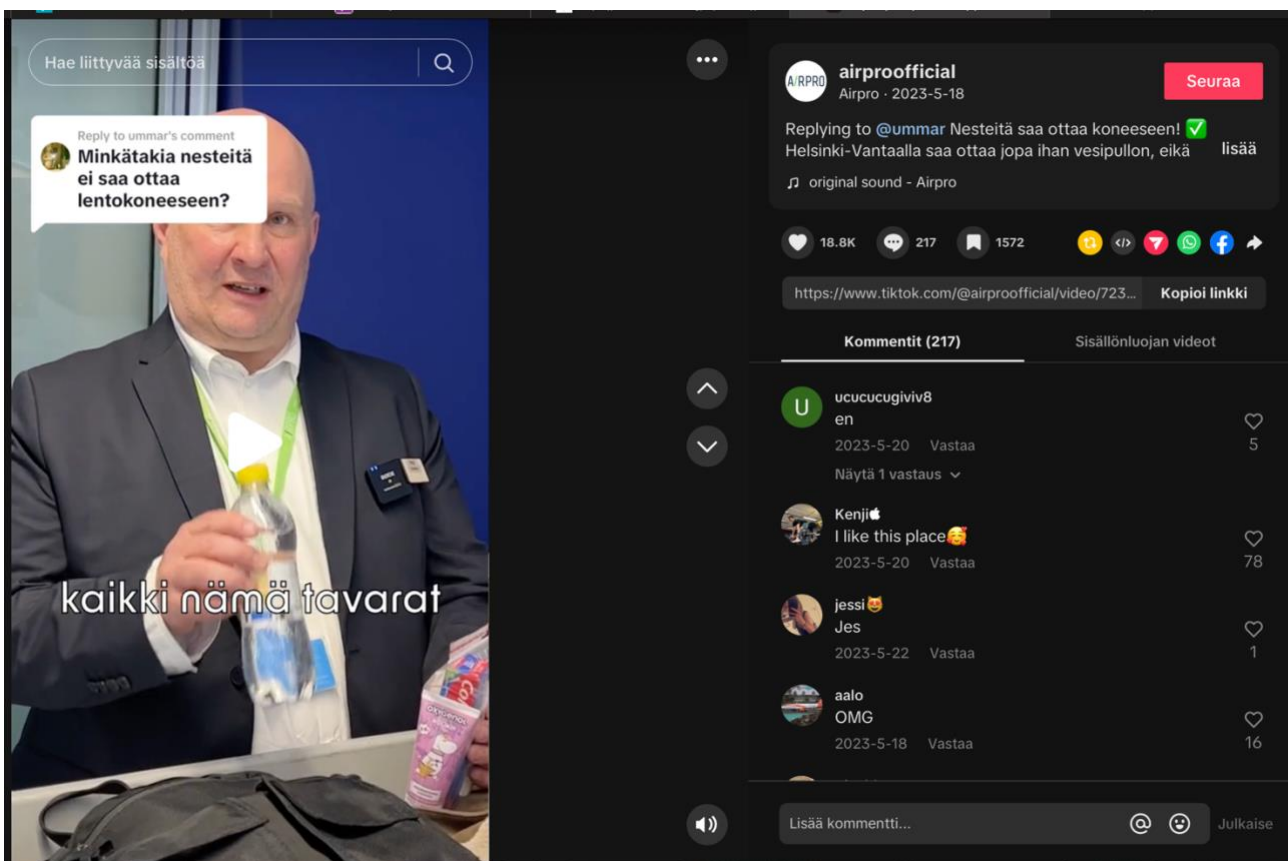 Hae liittyvää sisältöä
Reply to ummar's comment
Minkätakia nesteitä
ei saa ottaa
lentokoneeseen?
kaikki nämä tavarat
A/RPRO
airproofficial
Airpro · 2023-5-18
Seuraa
Replying to @ummar Nesteitä saa ottaa koneeseen! ✅
Helsinki-Vantaalla saa ottaa jopa ihan vesipullon, eikä
lisää
♫ original sound - Airpro
18.8K
217
1572
https://www.tiktok.com/@airproofficial/video/723...
Kopioi linkki
Kommentit (217)
Sisällönluojan videot
U
ucucucugiviv8
en
2023-5-20 Vastaa
5
Näytä 1 vastaus
Kenji
I like this place🥰
2023-5-20 Vastaa
78
jessi😻
Jes
2023-5-22 Vastaa
1
aalo
OMG
2023-5-18 Vastaa
16
Lisää kommentti...
Julkaise